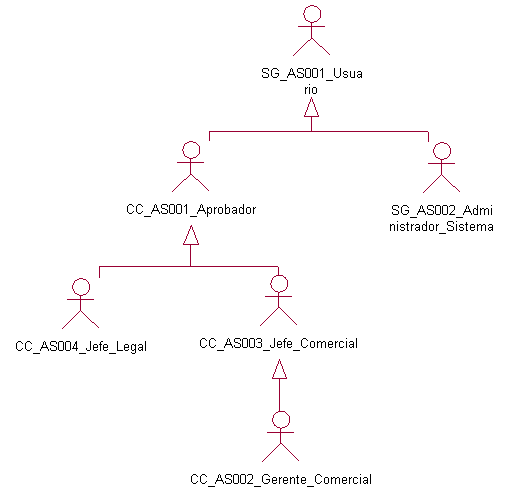 SG_AS001_Usua
rio
CC_AS001_Aprobador
SG_AS002_Admi
nistrador_Sistema
CC_AS004_Jefe_Legal
CC_AS003_Jefe_Comercial
CC_AS002_Gerente_Comercial